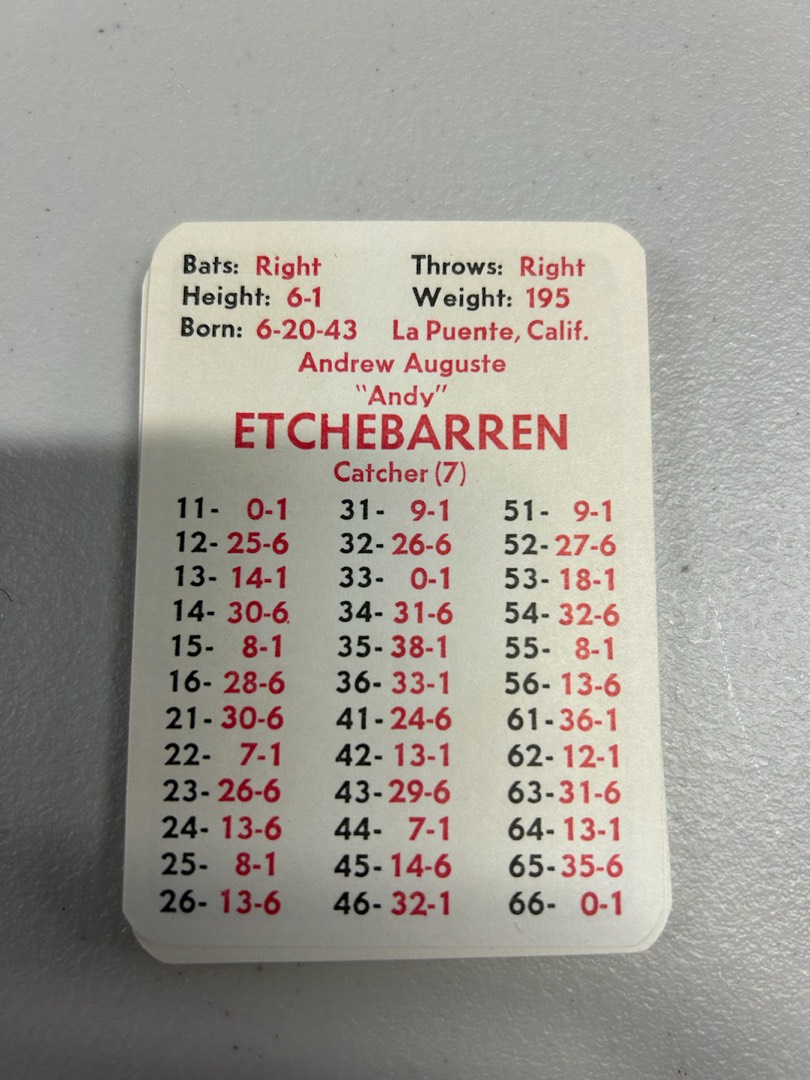 Bats: Right Throws: Right
Height: 6-1 Weight: 195
Born: 6-20-43 La Puente, Calif.
Andrew Auguste
"Andy"
ETCHEBARREN
Catcher (7)
11- 0-1 31- 9-1 51- 9-1
12- 25-6 32- 26-6 52- 27-6
13- 14-1 33- 0-1 53- 18-1
14- 30-6 34- 31-6 54- 32-6
15- 8-1 35- 38-1 55- 8-1
16- 28-6 36- 33-1 56- 13-6
21- 30-6 41- 24-6 61- 36-1
22- 7-1 42- 13-1 62- 12-1
23- 26-6 43- 29-6 63- 31-6
24- 13-6 44- 7-1 64- 13-1
25- 8-1 45- 14-6 65- 35-6
26- 13-6 46- 32-1 66- 0-1